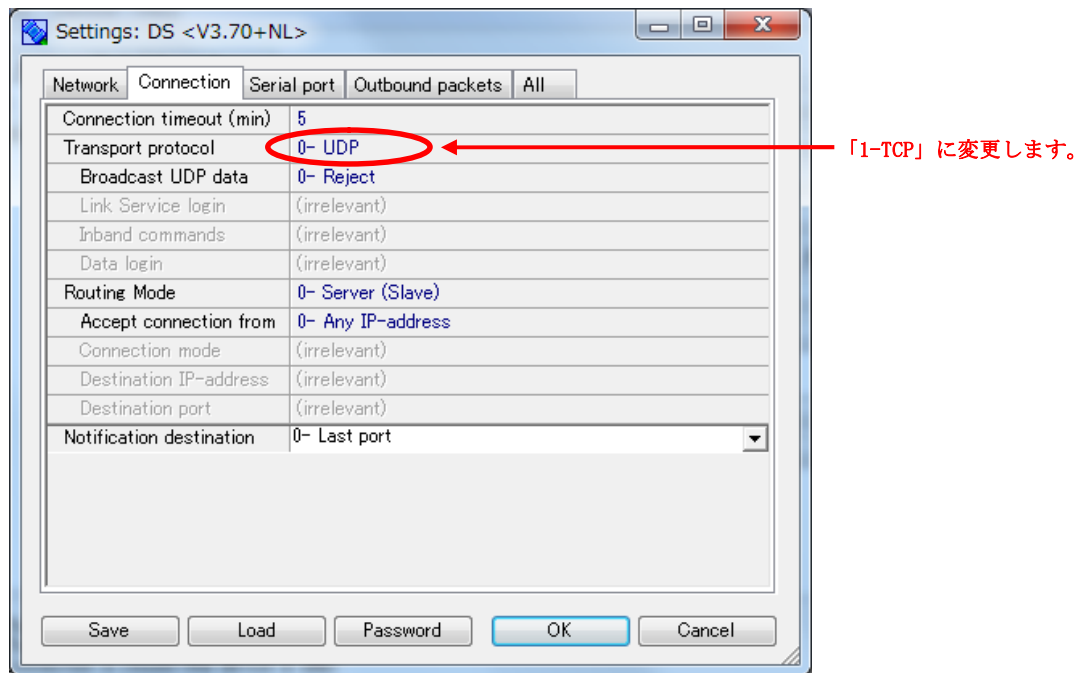 Settings: DS <V3.70+NL>
Network Connection Serial port Outbound packets All
Connection timeout (min) 5
Transport protocol 0- UDP
「1-TCP」に変更します。
Broadcast UDP data 0- Reject
Link Service login (irrelevant)
Inband commands (irrelevant)
Data login (irrelevant)
Routing Mode 0- Server (Slave)
Accept connection from 0- Any IP-address
Connection mode (irrelevant)
Destination IP-address (irrelevant)
Destination port (irrelevant)
Notification destination 0- Last port
Save Load Password OK Cancel